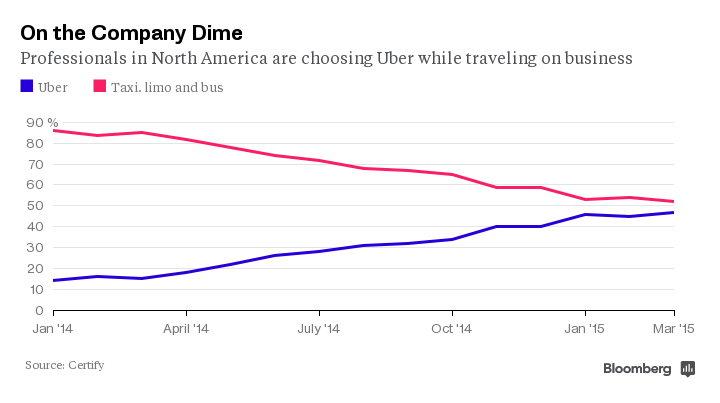 On the Company Dime
Professionals in North America are choosing Uber while traveling on business
Uber Taxi. limo and bus
90 %
80
70
60
50
40
30
20
10
0
Jan '14 April '14 July '14 Oct '14 Jan '15 Mar '15
Source: Certify
Bloomberg